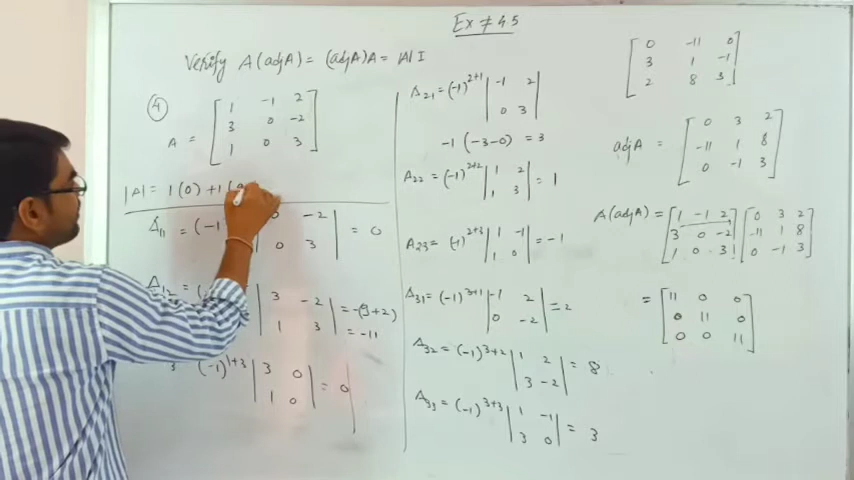 Ex ≠ 4.5
Verify A(adjA) = (adjA)A = |A| I
④ A = [ 1 -1 2
3 0 -2
1 0 3 ]
|A| = 1(0) +1(9
A11 = (-1 | 0 -2
0 3 | = 0
A12 = | 3 -2
1 3 | = -(9+2)
= -11
(-1)^1+3 | 3 0
1 0 | = 0
A21 = (-1)^2+1 | -1 2
0 3 |
-1 (-3-0) = 3
A22 = (-1)^2+2 | 1 2
1 3 | = 1
A23 = (-1)^2+3 | 1 -1
1 0 | = -1
A31 = (-1)^3+1 | -1 2
0 -2 | = 2
A32 = (-1)^3+2 | 1 2
3 -2 | = 8
A33 = (-1)^3+3 | 1 -1
3 0 | = 3
[ 0 -11 0
3 1 -1
2 8 3 ]
adjA = [ 0 3 2
-11 1 8
0 -1 3 ]
A(adjA) = [ 1 -1 2 ] [ 0 3 2
3 0 -2 ] [ -11 1 8
1 0 3 ] [ 0 -1 3 ]
= [ 11 0 0
0 11 0
0 0 11 ]